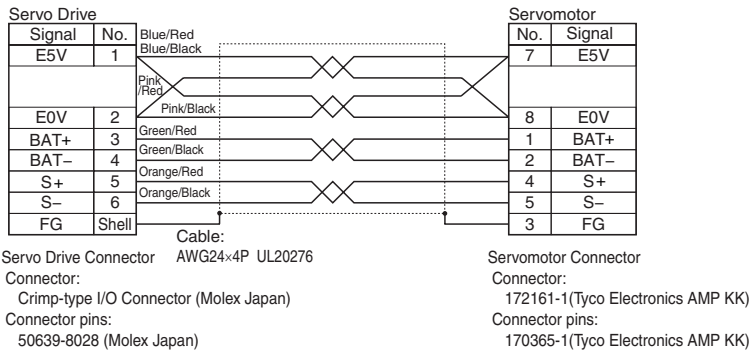 Servo Drive
Servomotor
Signal No.
No. Signal
Blue/Red
Blue/Black
E5V 1
7 E5V
Pink
/Red
Pink/Black
E0V 2
8 E0V
Green/Red
BAT+ 3
1 BAT+
Green/Black
BAT− 4
2 BAT−
Orange/Red
S+ 5
4 S+
Orange/Black
S− 6
5 S−
FG Shell
3 FG
Cable:
AWG24×4P UL20276
Servo Drive Connector
Connector:
Crimp-type I/O Connector (Molex Japan)
Connector pins:
50639-8028 (Molex Japan)
Servomotor Connector
Connector:
172161-1(Tyco Electronics AMP KK)
Connector pins:
170365-1(Tyco Electronics AMP KK)